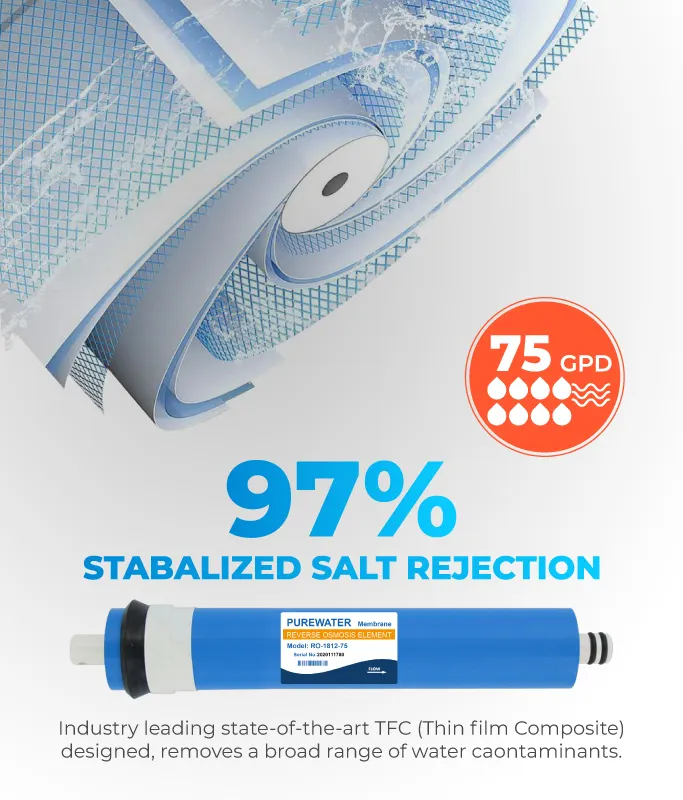 75 GPD
97%
STABALIZED SALT REJECTION
PUREWATER Membrane
REVERSE OSMOSIS ELEMENT
Model: RO-1812-75
Serial No.2020111788
FLOW
Industry leading state-of-the-art TFC (Thin film Composite)
designed, removes a broad range of water caontaminants.